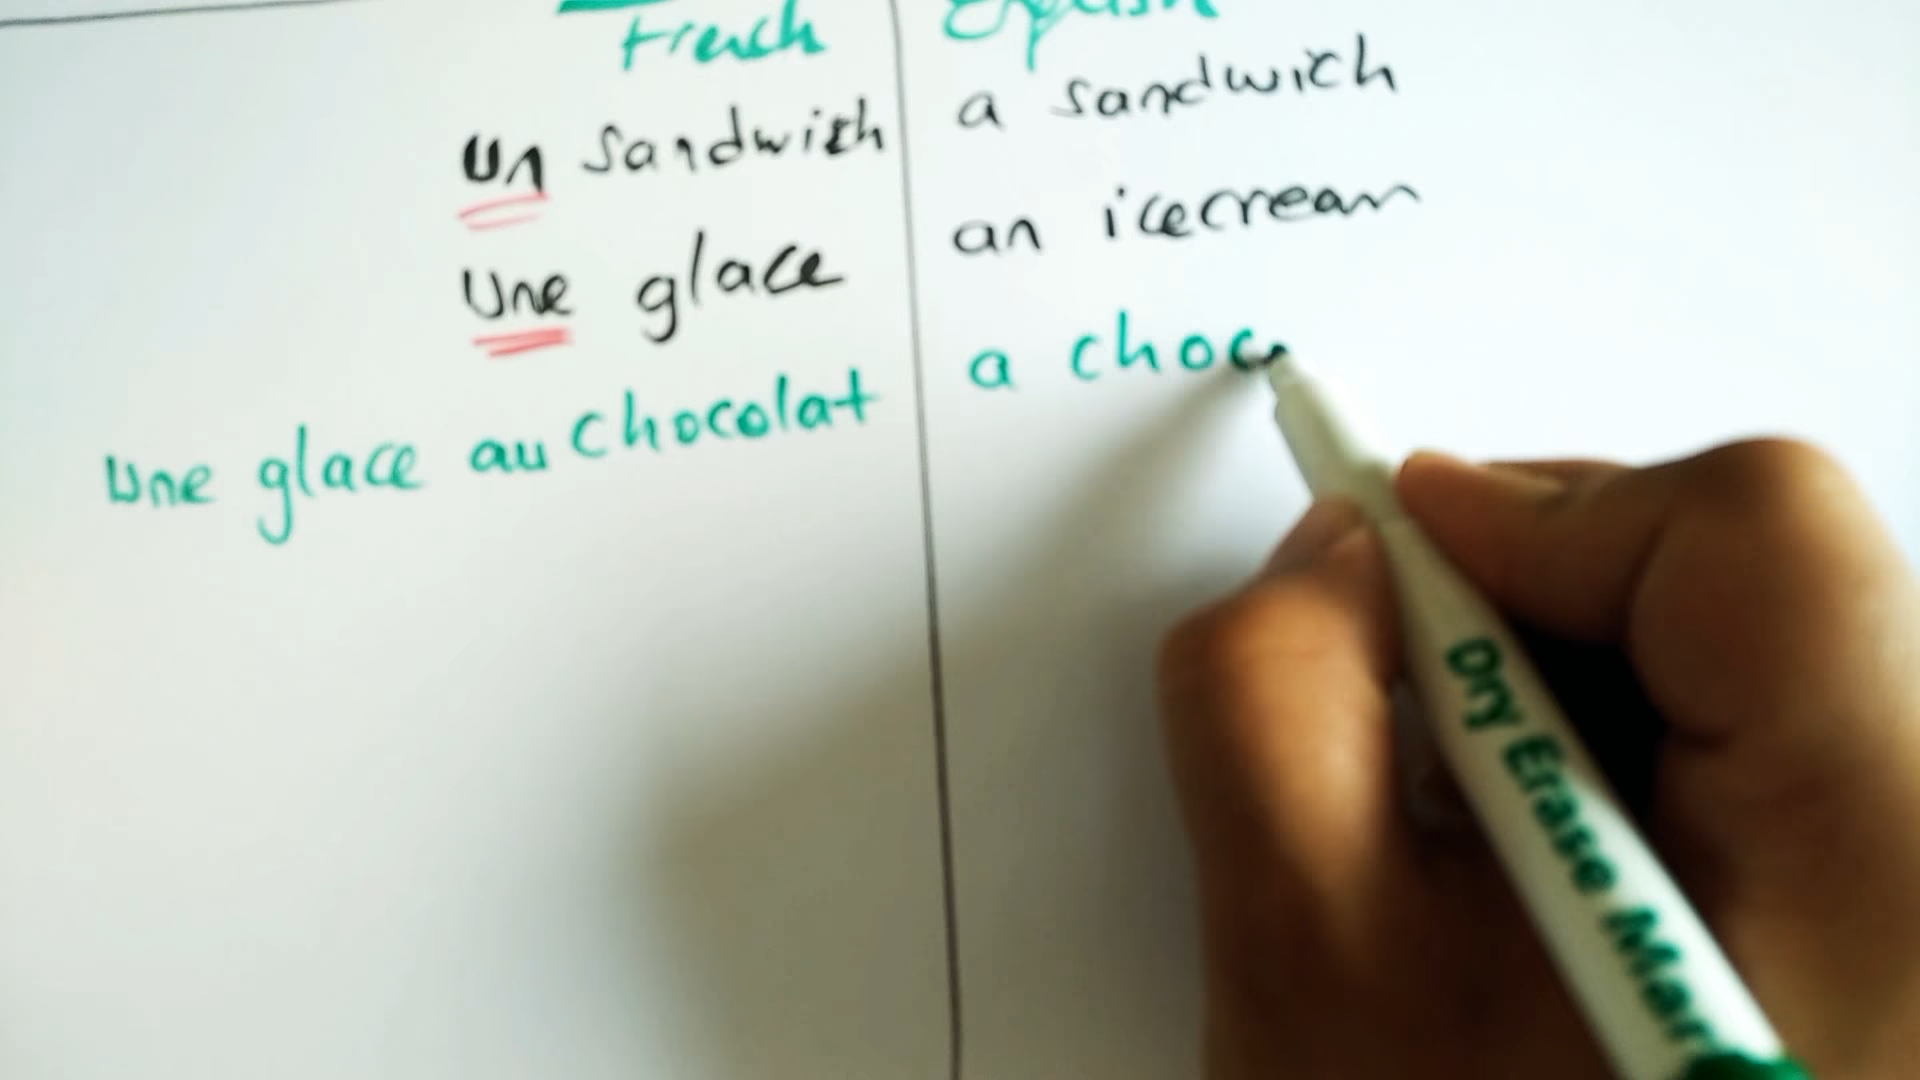 French English
Un sandwich a sandwich
Une glace an icecream
Une glace au chocolat a choc
Dry Erase Mar